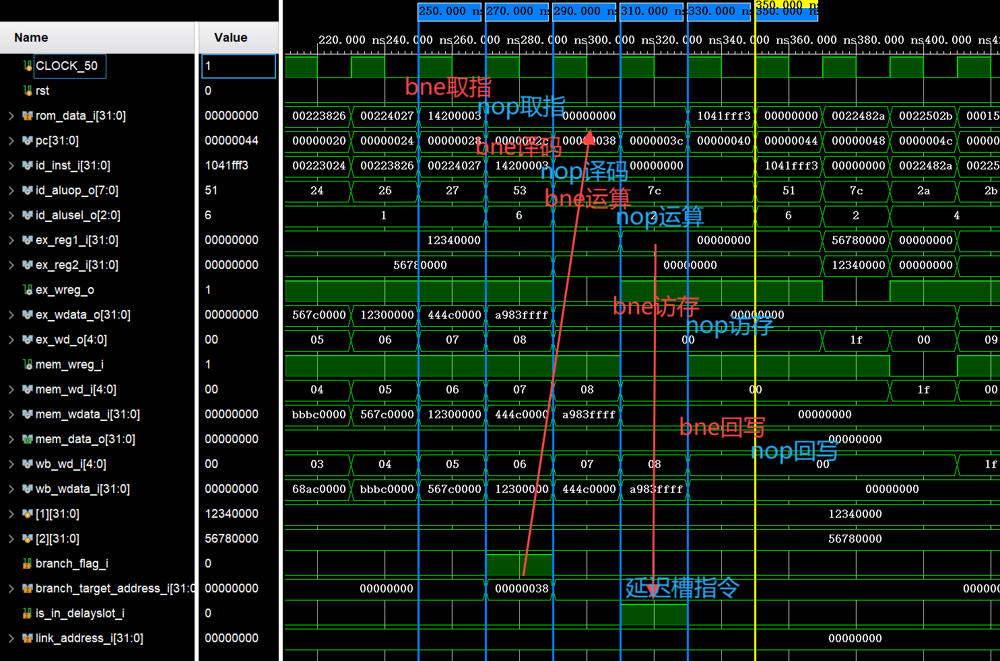 250.000 ns 270.000 ns 290.000 ns 310.000 ns 330.000 ns 350.000 ns
350.000 ns
Name Value
220.000 ns 240.000 ns 260.000 ns 280.000 ns 300.000 ns 320.000 ns 340.000 ns 360.000 ns 380.000 ns 400.000 ns
CLOCK_50 1
rst 0
bne取指
nop取指
rom_data_i[31:0] 00000000 00223826 00224027 14200003 00000000 1041fff3 00000000 0022482a 0022502b 00015
pc[31:0] 00000044 00000020 00000024 00000028 0000002c 00000038 0000003c 00000040 00000044 00000048 0000004c 00000
bne译码
id_inst_i[31:0] 1041fff3 00223024 00223826 00224027 14200003 00000000 1041fff3 00000000 0022482a 00225
nop译码
id_aluop_o[7:0] 51 24 26 27 53 7c 51 7c 2a 2b
bne运算
id_alusel_o[2:0] 6 1 6 2 6 2 4
nop运算
ex_reg1_i[31:0] 00000000 12340000 00000000 56780000 00000000
ex_reg2_i[31:0] 00000000 56780000 00000000 12340000 00000000
ex_wreg_o 1
bne访存
ex_wdata_o[31:0] 00000000 567c0000 12300000 444c0000 a983ffff 00000000
nop访存
ex_wd_o[4:0] 00 05 06 07 08 00 1f 00 09
mem_wreg_i 1
mem_wd_i[4:0] 00 04 05 06 07 08 00 1f 00
mem_wdata_i[31:0] 00000000 bbbc0000 567c0000 12300000 444c0000 a983ffff 00000000
bne回写
mem_data_o[31:0] 00000000 00000000
nop回写
wb_wd_i[4:0] 00 03 04 05 06 07 08 00 1f
wb_wdata_i[31:0] 00000000 68ac0000 bbbc0000 567c0000 12300000 444c0000 a983ffff 00000000
[1][31:0] 12340000 12340000
[2][31:0] 56780000 56780000
branch_flag_i 0
branch_target_address_i[31:0 00000000 00000000 00000038 000000
延迟槽指令
is_in_delayslot_i 0
link_address_i[31:0] 00000000 00000000